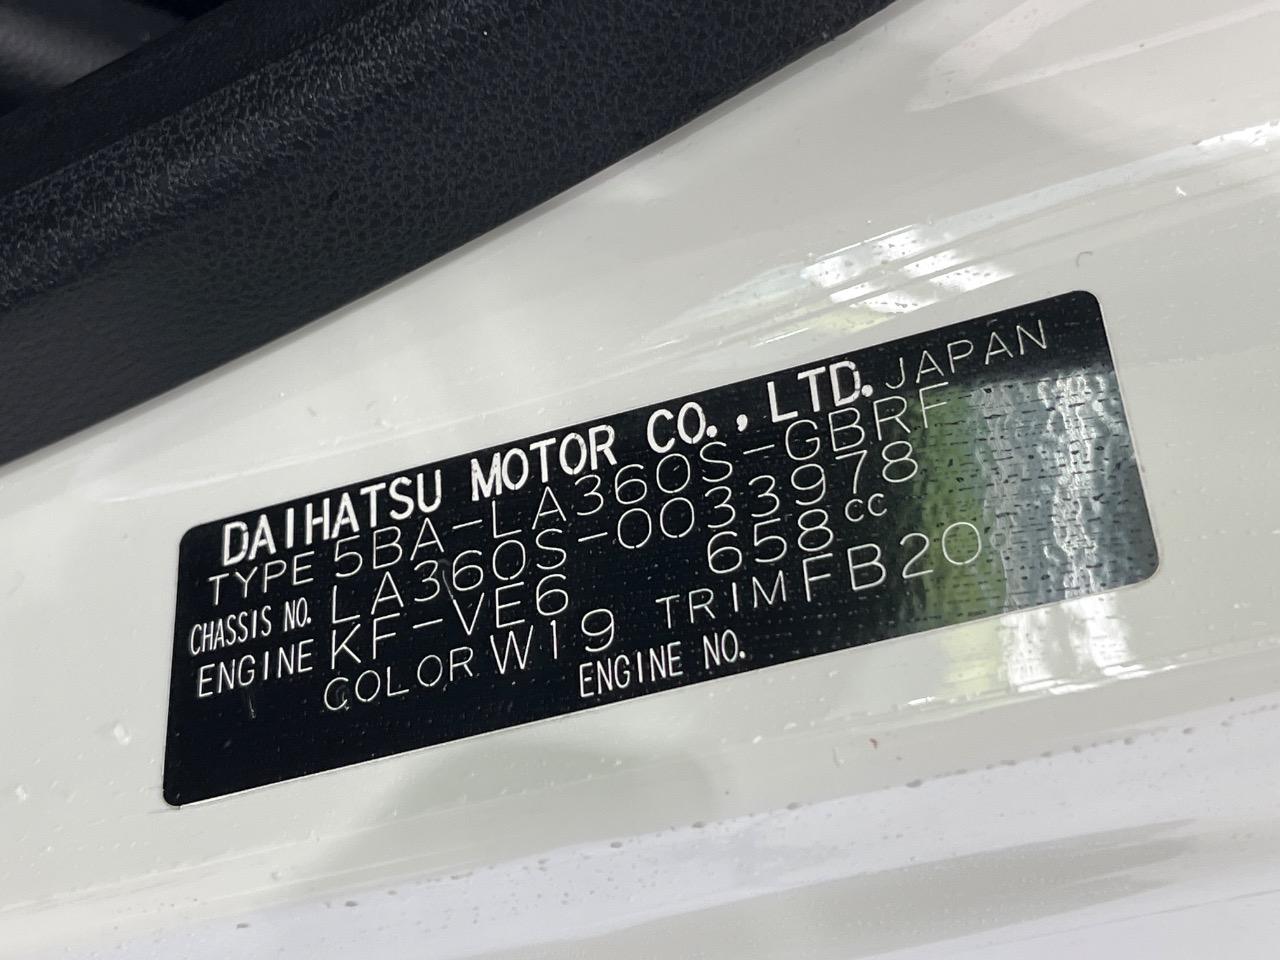 DAIHATSU MOTOR CO., LTD. JAPAN
TYPE 5BA-LA360S-GBRF
CHASSIS NO. LA360S-0033978
ENGINE KF-VE6 658cc
COLOR W19 TRIM FB20
ENGINE NO.